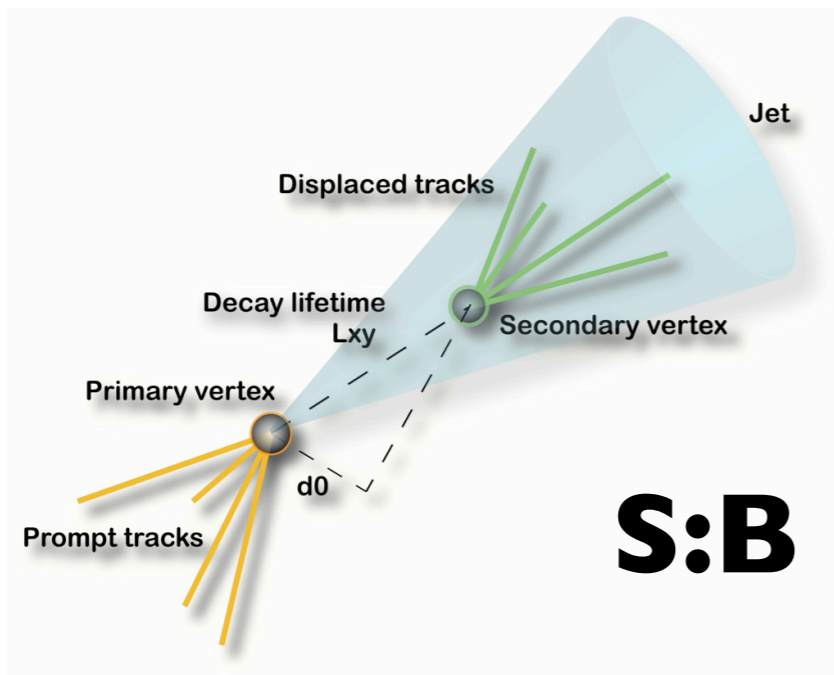 Jet
Displaced tracks
Decay lifetime
Lxy
Secondary vertex
Primary vertex
d0
Prompt tracks
S:B